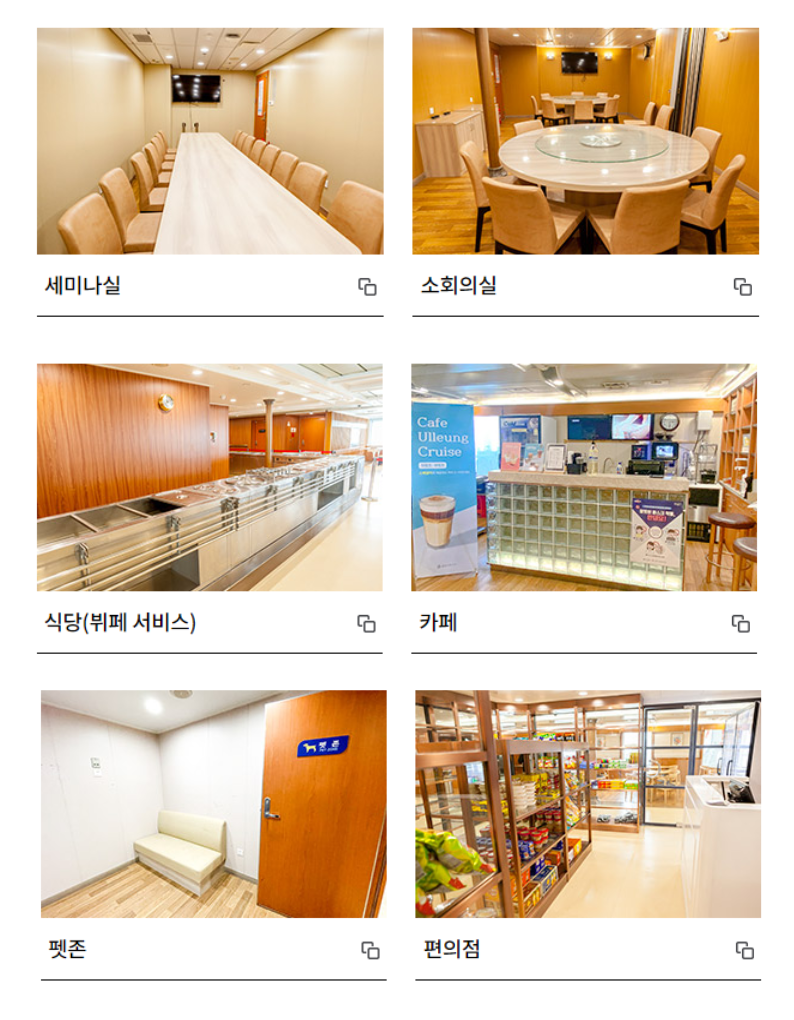 세미나실
소회의실
Cafe
Ulleung
Cruise
식당(뷔페 서비스)
카페
펫 존
펫존
편의점